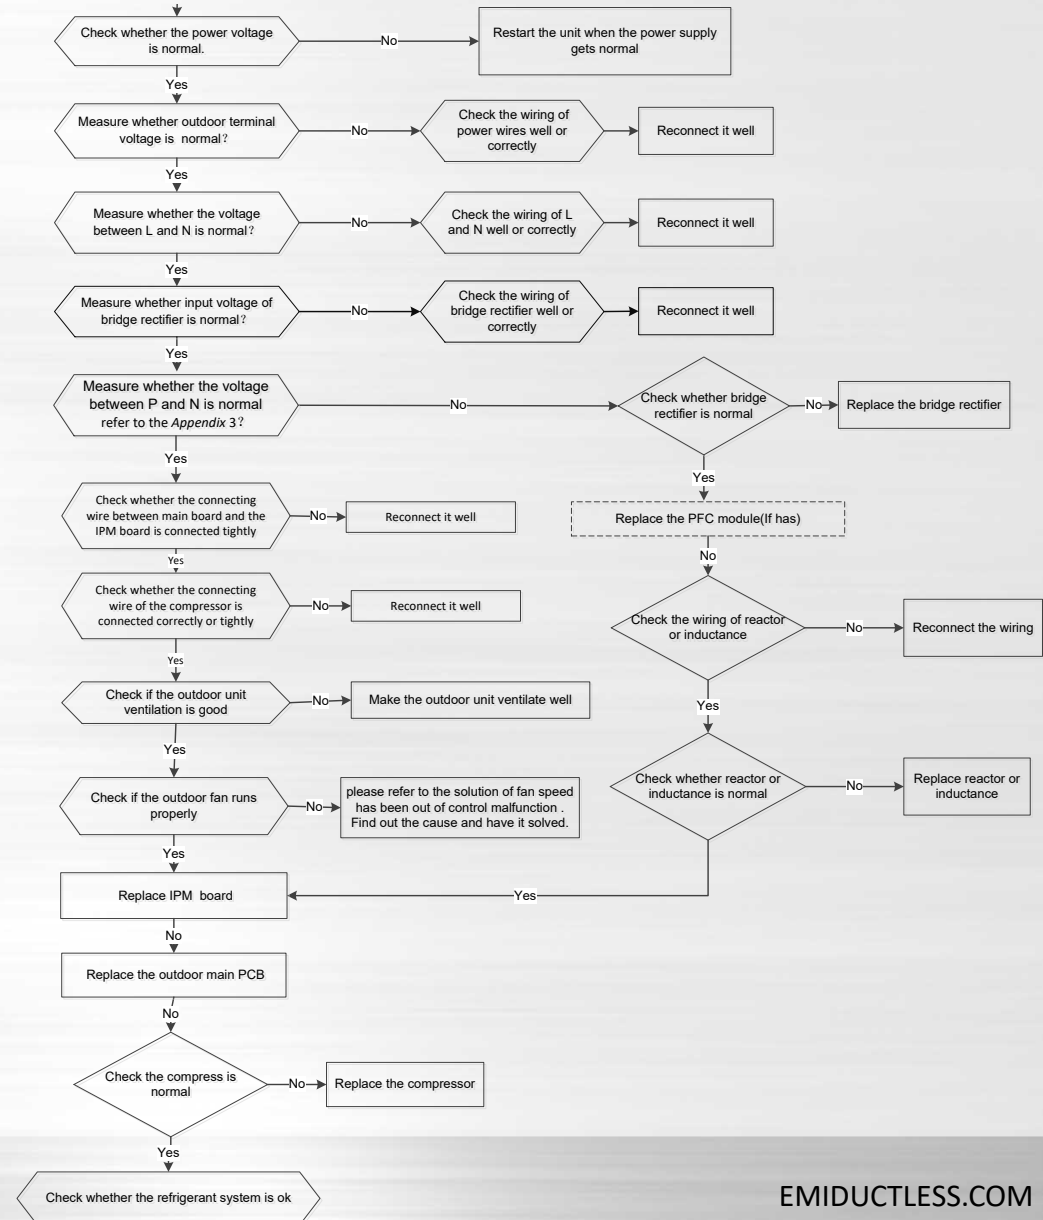 Check whether the power voltage
is normal.
No
Restart the unit when the power supply
gets normal
Yes
Measure whether outdoor terminal
voltage is normal?
No
Check the wiring of
power wires well or
correctly
Reconnect it well
Yes
Measure whether the voltage
between L and N is normal?
No
Check the wiring of L
and N well or correctly
Reconnect it well
Yes
Measure whether input voltage of
bridge rectifier is normal?
No
Check the wiring of
bridge rectifier well or
correctly
Reconnect it well
Yes
Measure whether the voltage
between P and N is normal
refer to the Appendix 3?
No
Check whether bridge
rectifier is normal
No
Replace the bridge rectifier
Yes
Yes
Check whether the connecting
wire between main board and the
IPM board is connected tightly
No
Reconnect it well
Replace the PFC module(If has)
Yes
No
Check whether the connecting
wire of the compressor is
connected correctly or tightly
No
Reconnect it well
Check the wiring of reactor
or inductance
No
Reconnect the wiring
Yes
Check if the outdoor unit
ventilation is good
No
Make the outdoor unit ventilate well
Yes
Yes
Check if the outdoor fan runs
properly
No
please refer to the solution of fan speed
has been out of control malfunction .
Find out the cause and have it solved.
Check whether reactor or
inductance is normal
No
Replace reactor or
inductance
Yes
Replace IPM board
Yes
No
Replace the outdoor main PCB
No
Check the compress is
normal
No
Replace the compressor
Yes
Check whether the refrigerant system is ok
EMIDUCTLESS.COM